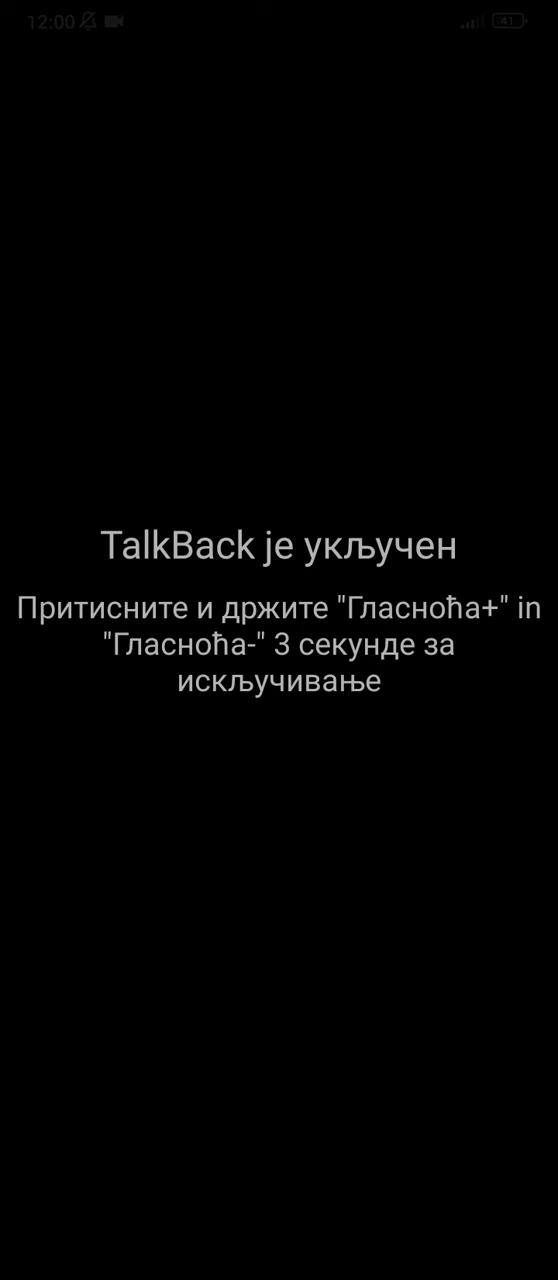 12:00 41
TalkBack је укључен
Притисните и држите "Гласноћа+" in
"Гласноћа-" 3 секунде за
искључивање